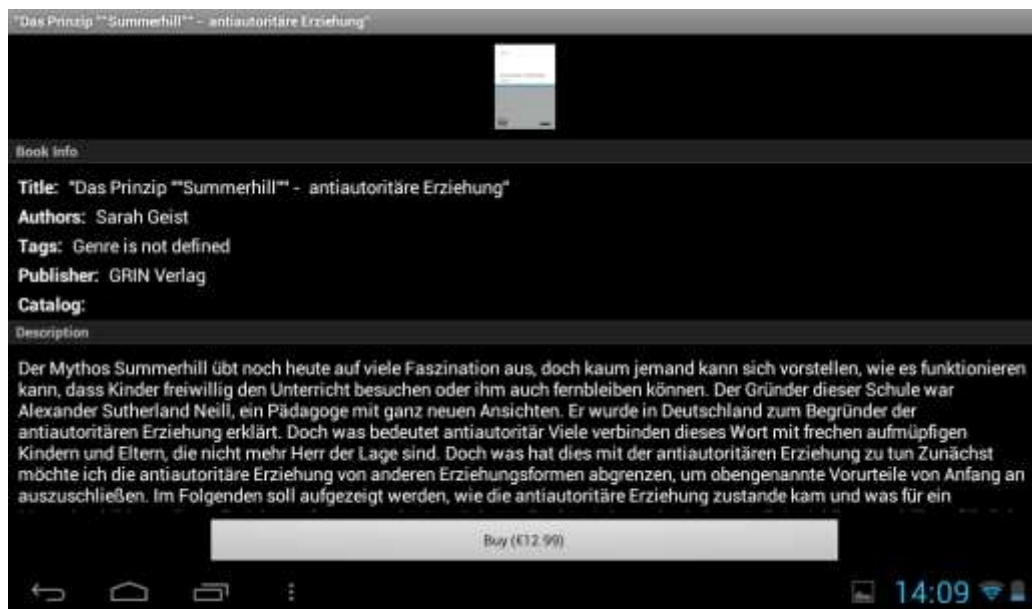 "Das Prinzip ""Summerhill"" - antiautoritäre Erziehung"
Book Info
Title: "Das Prinzip ""Summerhill"" - antiautoritäre Erziehung"
Authors: Sarah Geist
Tags: Genre is not defined
Publisher: GRIN Verlag
Catalog:
Description
Der Mythos Summerhill übt noch heute auf viele Faszination aus, doch kaum jemand kann sich vorstellen, wie es funktionieren
kann, dass Kinder freiwillig den Unterricht besuchen oder ihm auch fernbleiben können. Der Gründer dieser Schule war
Alexander Sutherland Neill, ein Pädagoge mit ganz neuen Ansichten. Er wurde in Deutschland zum Begründer der
antiautoritären Erziehung erklärt. Doch was bedeutet antiautoritär Viele verbinden dieses Wort mit frechen aufmüpfigen
Kindern und Eltern, die nicht mehr Herr der Lage sind. Doch was hat dies mit der antiautoritären Erziehung zu tun Zunächst
möchte ich die antiautoritäre Erziehung von anderen Erziehungsformen abgrenzen, um obengenannte Vorurteile von Anfang an
auszuschließen. Im Folgenden soll aufgezeigt werden, wie die antiautoritäre Erziehung zustande kam und was für ein
Buy (€12.99)
14:09